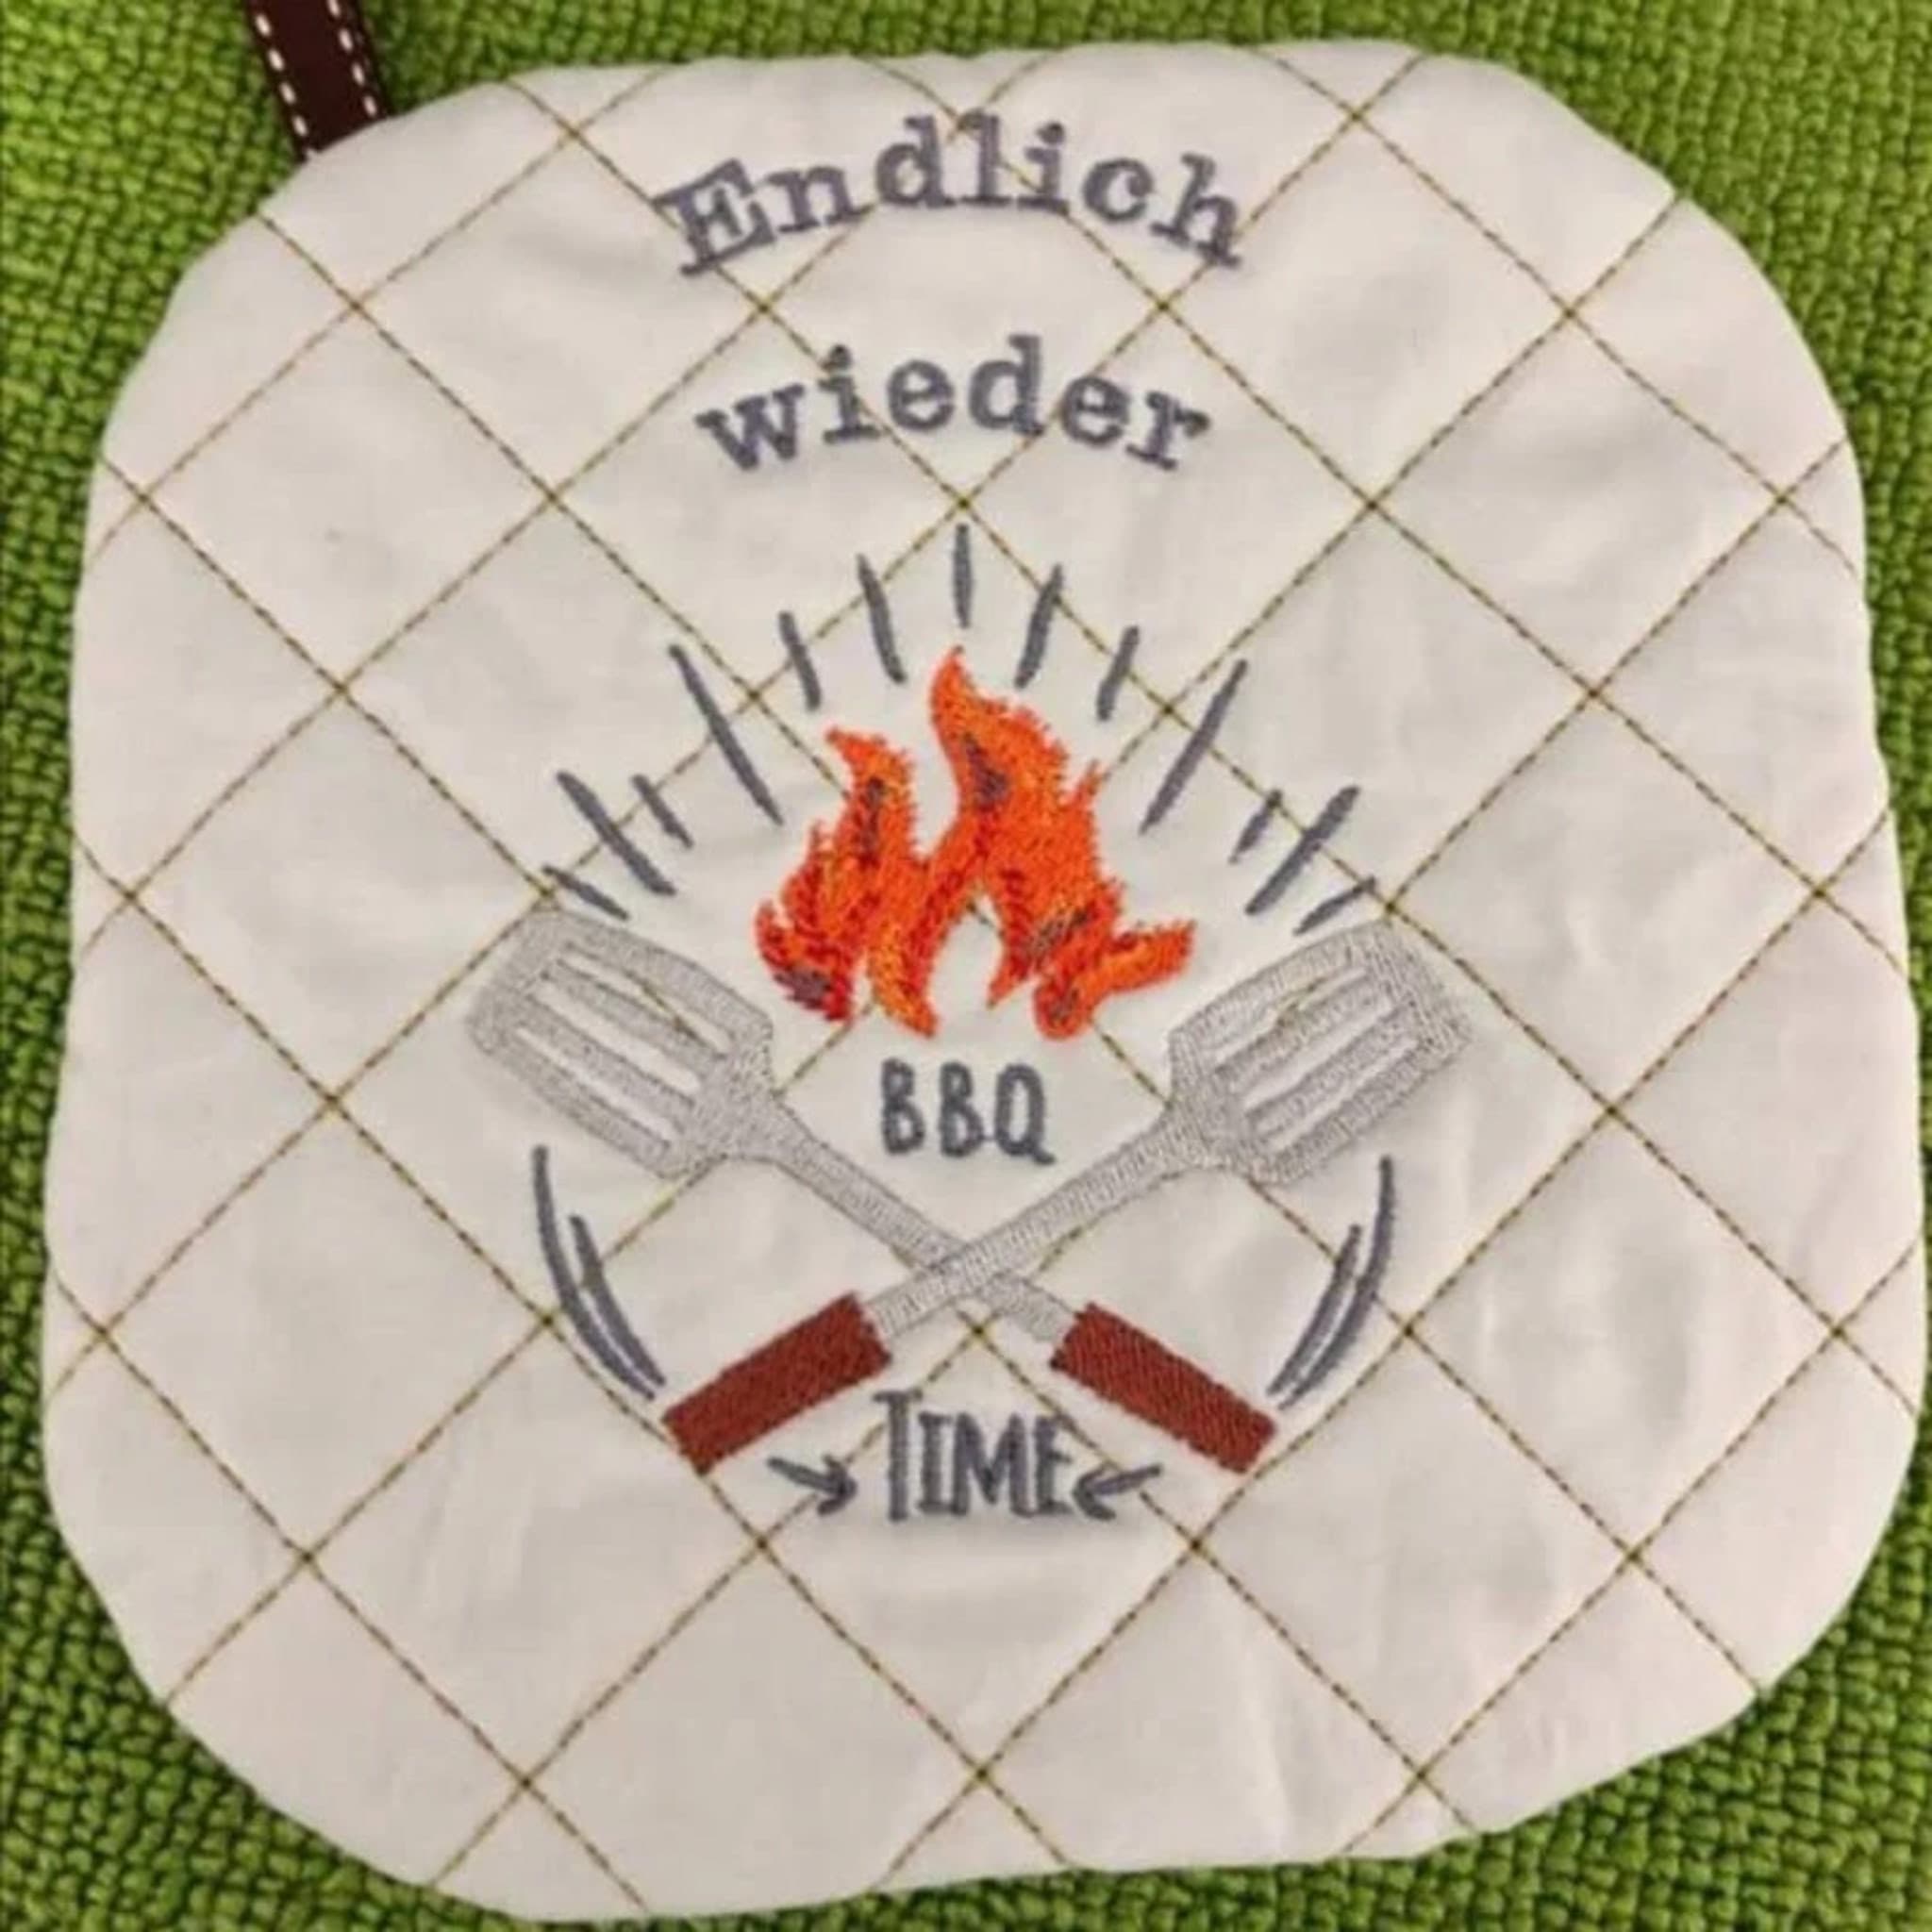 Endlich
wieder
BBQ
TIME